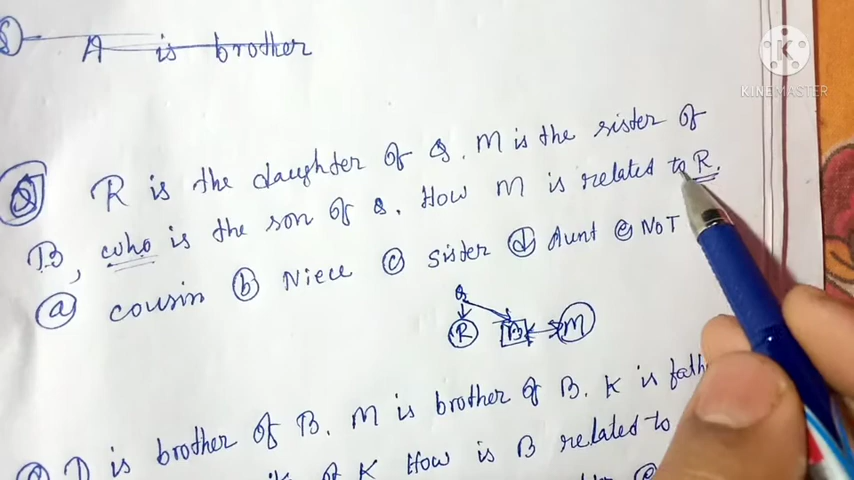 A is brother
K
KINEMASTER
Q R is the daughter of Q. M is the sister of
B, who is the son of Q. How M is related to R.
a cousin b Niece c Sister d Aunt e NoT
Q
R B M
D is brother of B. M is brother of B. K is fath
of K How is B related to